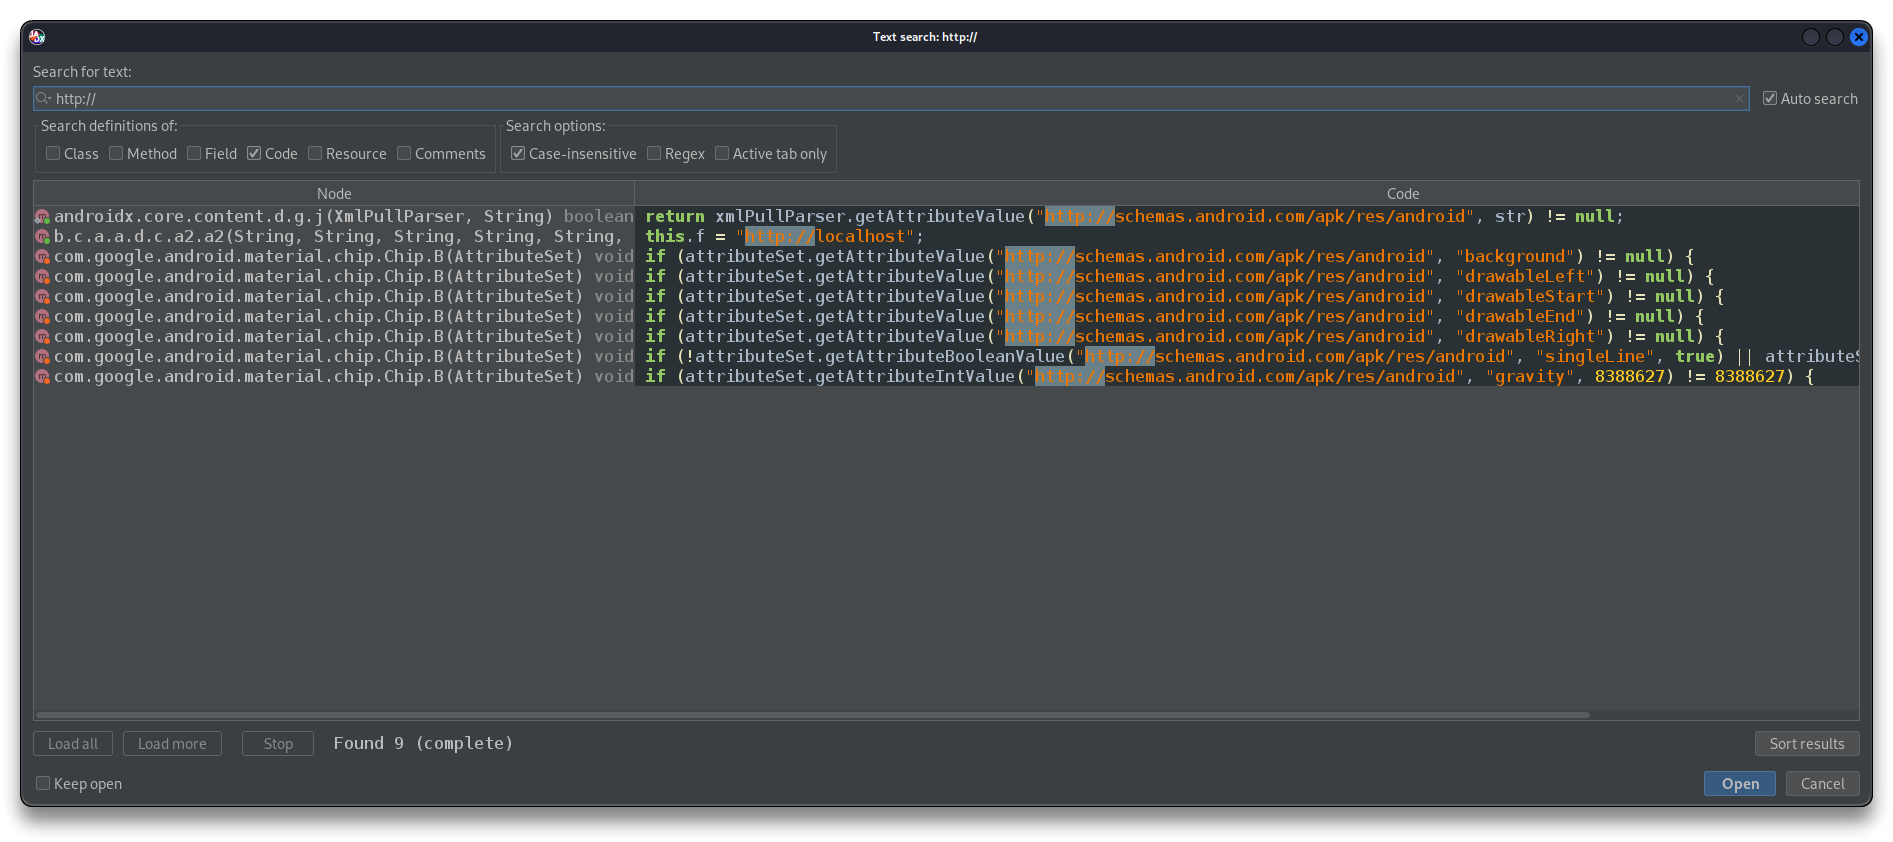 Text search: http://
Search for text:
http://
Auto search
Search definitions of:
Search options:
Class Method Field Code Resource Comments
Case-insensitive Regex Active tab only
Node Code
androidx.core.content.d.g.j(XmlPullParser, String) boolean return xmlPullParser.getAttributeValue("http://schemas.android.com/apk/res/android", str) != null;
b.c.a.a.d.c.a2.a2(String, String, String, String, String, this.f = "http://localhost";
com.google.android.material.chip.Chip.B(AttributeSet) void if (attributeSet.getAttributeValue("http://schemas.android.com/apk/res/android", "background") != null) {
com.google.android.material.chip.Chip.B(AttributeSet) void if (attributeSet.getAttributeValue("http://schemas.android.com/apk/res/android", "drawableLeft") != null) {
com.google.android.material.chip.Chip.B(AttributeSet) void if (attributeSet.getAttributeValue("http://schemas.android.com/apk/res/android", "drawableStart") != null) {
com.google.android.material.chip.Chip.B(AttributeSet) void if (attributeSet.getAttributeValue("http://schemas.android.com/apk/res/android", "drawableEnd") != null) {
com.google.android.material.chip.Chip.B(AttributeSet) void if (attributeSet.getAttributeValue("http://schemas.android.com/apk/res/android", "drawableRight") != null) {
com.google.android.material.chip.Chip.B(AttributeSet) void if (!attributeSet.getAttributeBooleanValue("http://schemas.android.com/apk/res/android", "singleLine", true) || attributeS
com.google.android.material.chip.Chip.B(AttributeSet) void if (attributeSet.getAttributeIntValue("http://schemas.android.com/apk/res/android", "gravity", 8388627) != 8388627) {
Load all Load more Stop Found 9 (complete) Sort results
Keep open Open Cancel